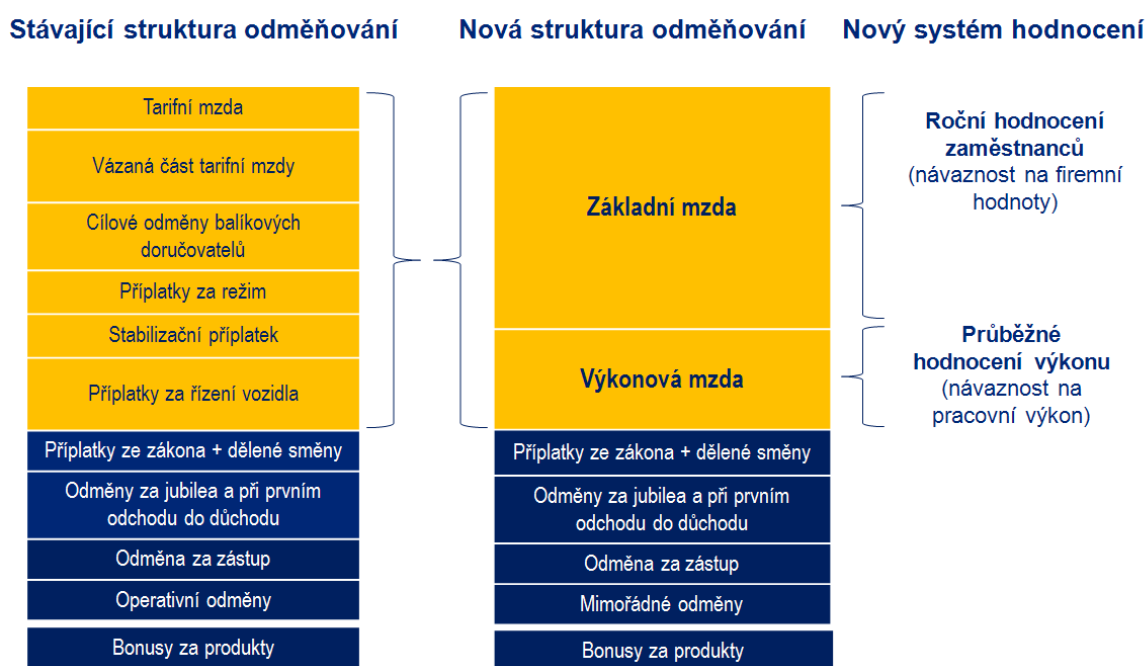 Stávající struktura odměňování
Nová struktura odměňování
Nový systém hodnocení
Tarifní mzda
Vázaná část tarifní mzdy
Cílové odměny balíkových
doručovatelů
Příplatky za režim
Stabilizační příplatek
Příplatky za řízení vozidla
Příplatky ze zákona + dělené směny
Odměny za jubilea a při prvním
odchodu do důchodu
Odměna za zástup
Operativní odměny
Bonusy za produkty
Základní mzda
Výkonová mzda
Příplatky ze zákona + dělené směny
Odměny za jubilea a při prvním
odchodu do důchodu
Odměna za zástup
Mimořádné odměny
Bonusy za produkty
Roční hodnocení
zaměstnanců
(návaznost na firemní
hodnoty)
Průběžné
hodnocení výkonu
(návaznost na
pracovní výkon)